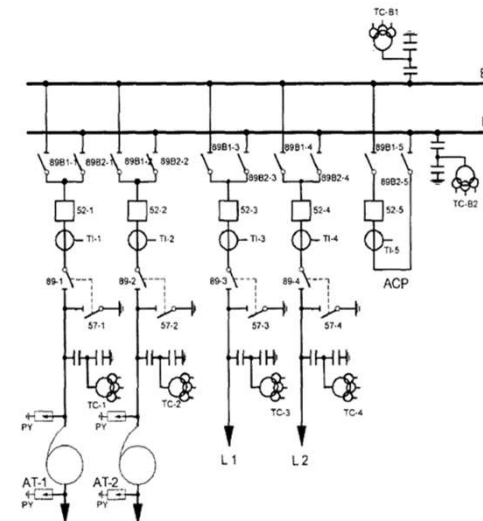 TC-B1
89B1-1
89B2-1
89B1-2
89B2-2
89B1-3
89B2-3
89B1-4
89B2-4
89B1-5
89B2-5
TC-B2
52-1
52-2
52-3
52-4
52-5
TI-1
TI-2
TI-3
TI-4
TI-5
89-1
89-2
89-3
89-4
ACP
57-1
57-2
57-3
57-4
TC-1
TC-2
TC-3
TC-4
PY
PY
L 1
L 2
AT-1
AT-2
PY
PY